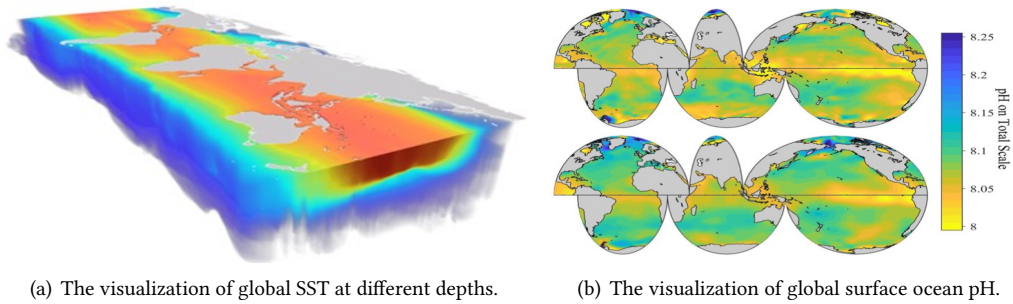 8.25
8.2
8.15
8.1
8.05
8
pH on Total Scale
(a) The visualization of global SST at different depths.
(b) The visualization of global surface ocean pH.